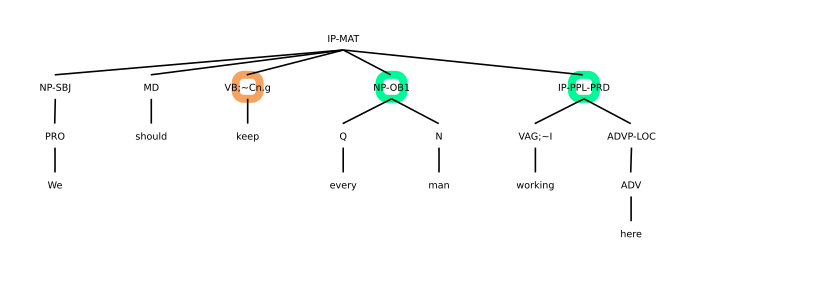 IP-MAT
NP-SBJ MD VB;~Cn.g NP-OB1 IP-PPL-PRD
PRO should keep Q N VAG;~I ADVP-LOC
We every man working ADV
here